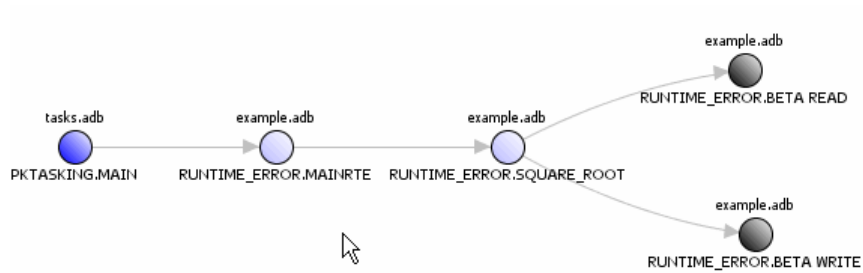 example.adb
RUNTIME_ERROR.BETA READ
tasks.adb
example.adb
example.adb
PKTASKING.MAIN
RUNTIME_ERROR.MAINRTE
RUNTIME_ERROR.SQUARE_ROOT
example.adb
RUNTIME_ERROR.BETA WRITE